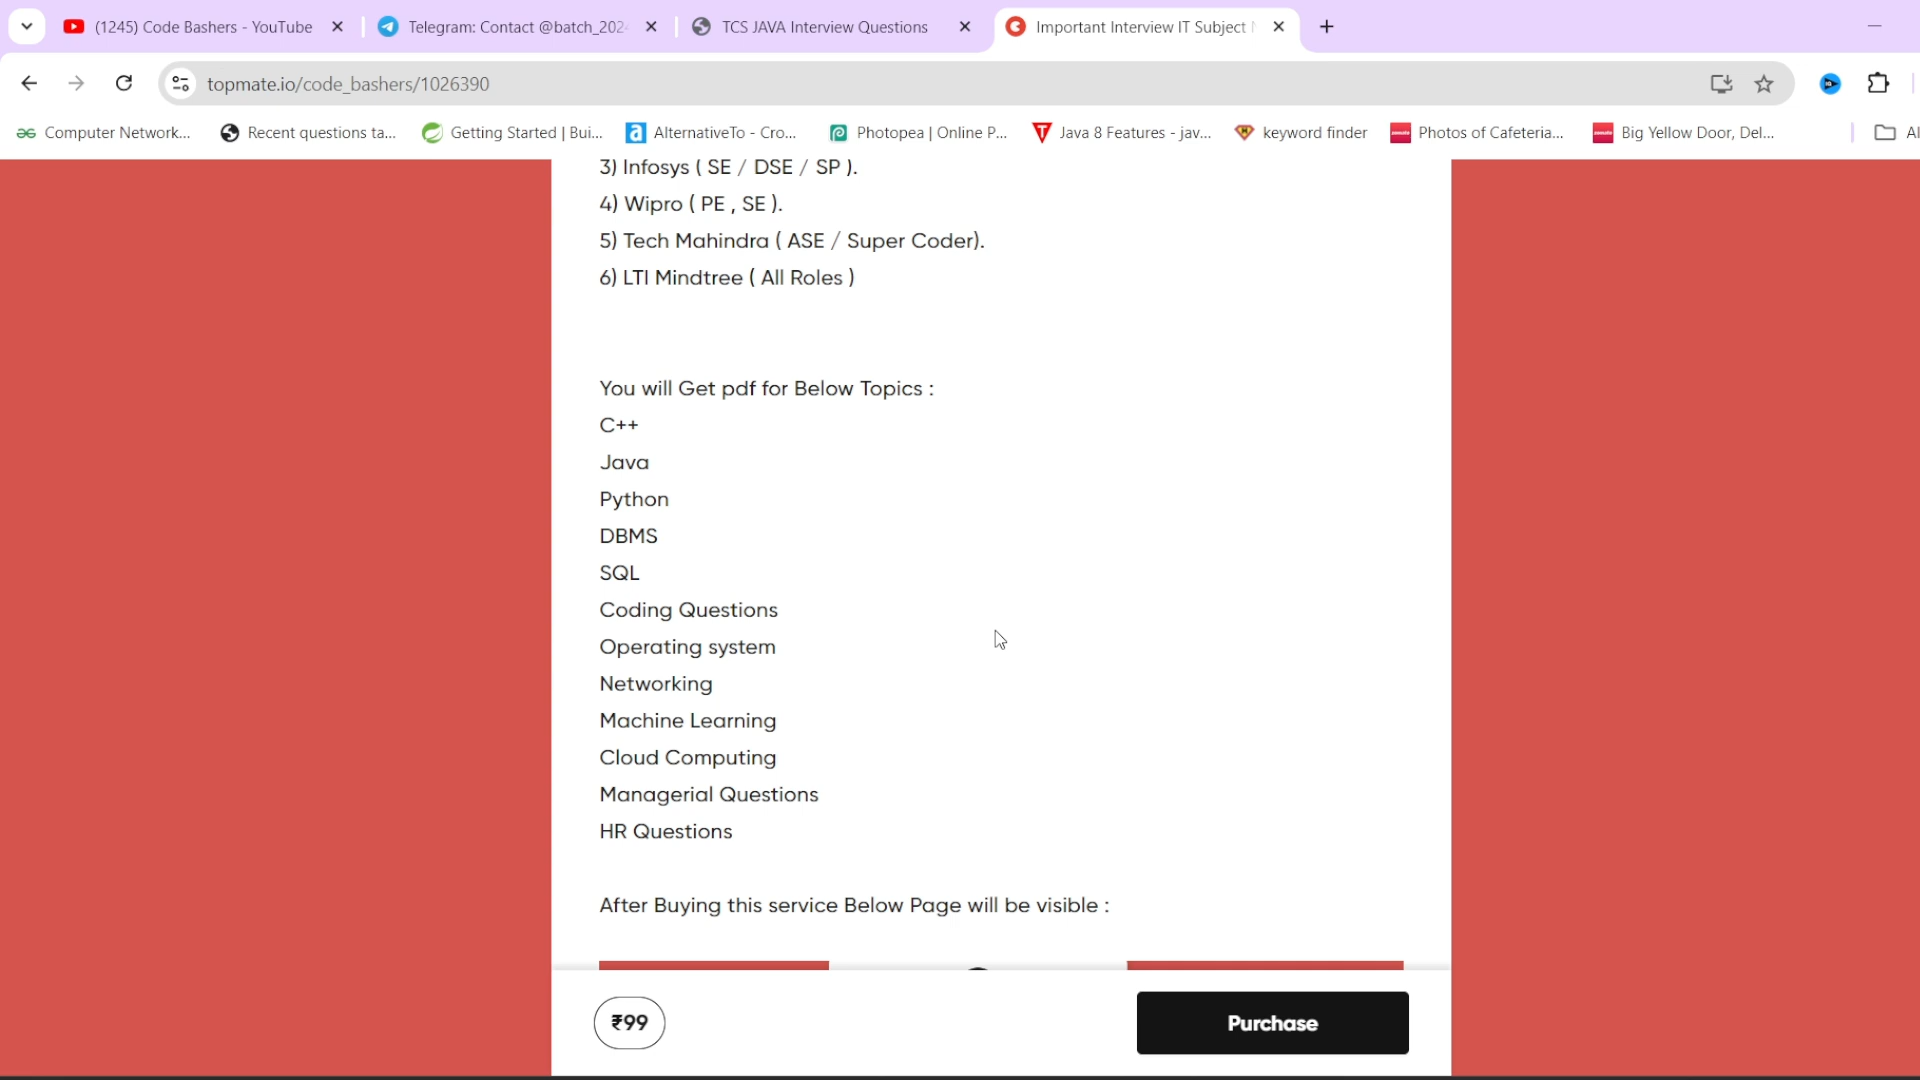 (1245) Code Bashers - YouTube
Telegram: Contact @batch_202
TCS JAVA Interview Questions
Important Interview IT Subject
topmate.io/code_bashers/1026390
Computer Network...
Recent questions ta...
Getting Started | Bui...
AlternativeTo - Cro...
Photopea | Online P...
Java 8 Features - jav...
keyword finder
Photos of Cafeteria...
Big Yellow Door, Del...
Al
3) Infosys ( SE / DSE / SP ).
4) Wipro ( PE , SE ).
5) Tech Mahindra ( ASE / Super Coder).
6) LTI Mindtree ( All Roles )
You will Get pdf for Below Topics :
C++
Java
Python
DBMS
SQL
Coding Questions
Operating system
Networking
Machine Learning
Cloud Computing
Managerial Questions
HR Questions
After Buying this service Below Page will be visible :
₹99
Purchase